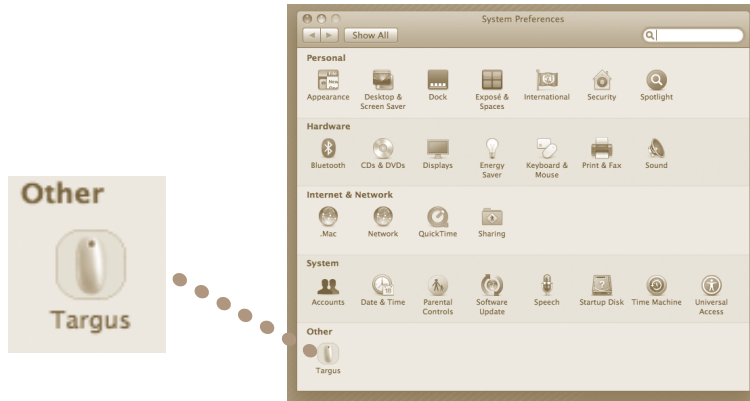 Other
Targus
System Preferences
Show All
Personal
Appearance
Desktop &
Screen Saver
Dock
Exposé &
Spaces
International
Security
Spotlight
Hardware
Bluetooth
CDs & DVDs
Displays
Energy
Saver
Keyboard &
Mouse
Print & Fax
Sound
Internet & Network
.Mac
Network
QuickTime
Sharing
System
Accounts
Date & Time
Parental
Controls
Software
Update
Speech
Startup Disk
Time Machine
Universal
Access
Other
Targus